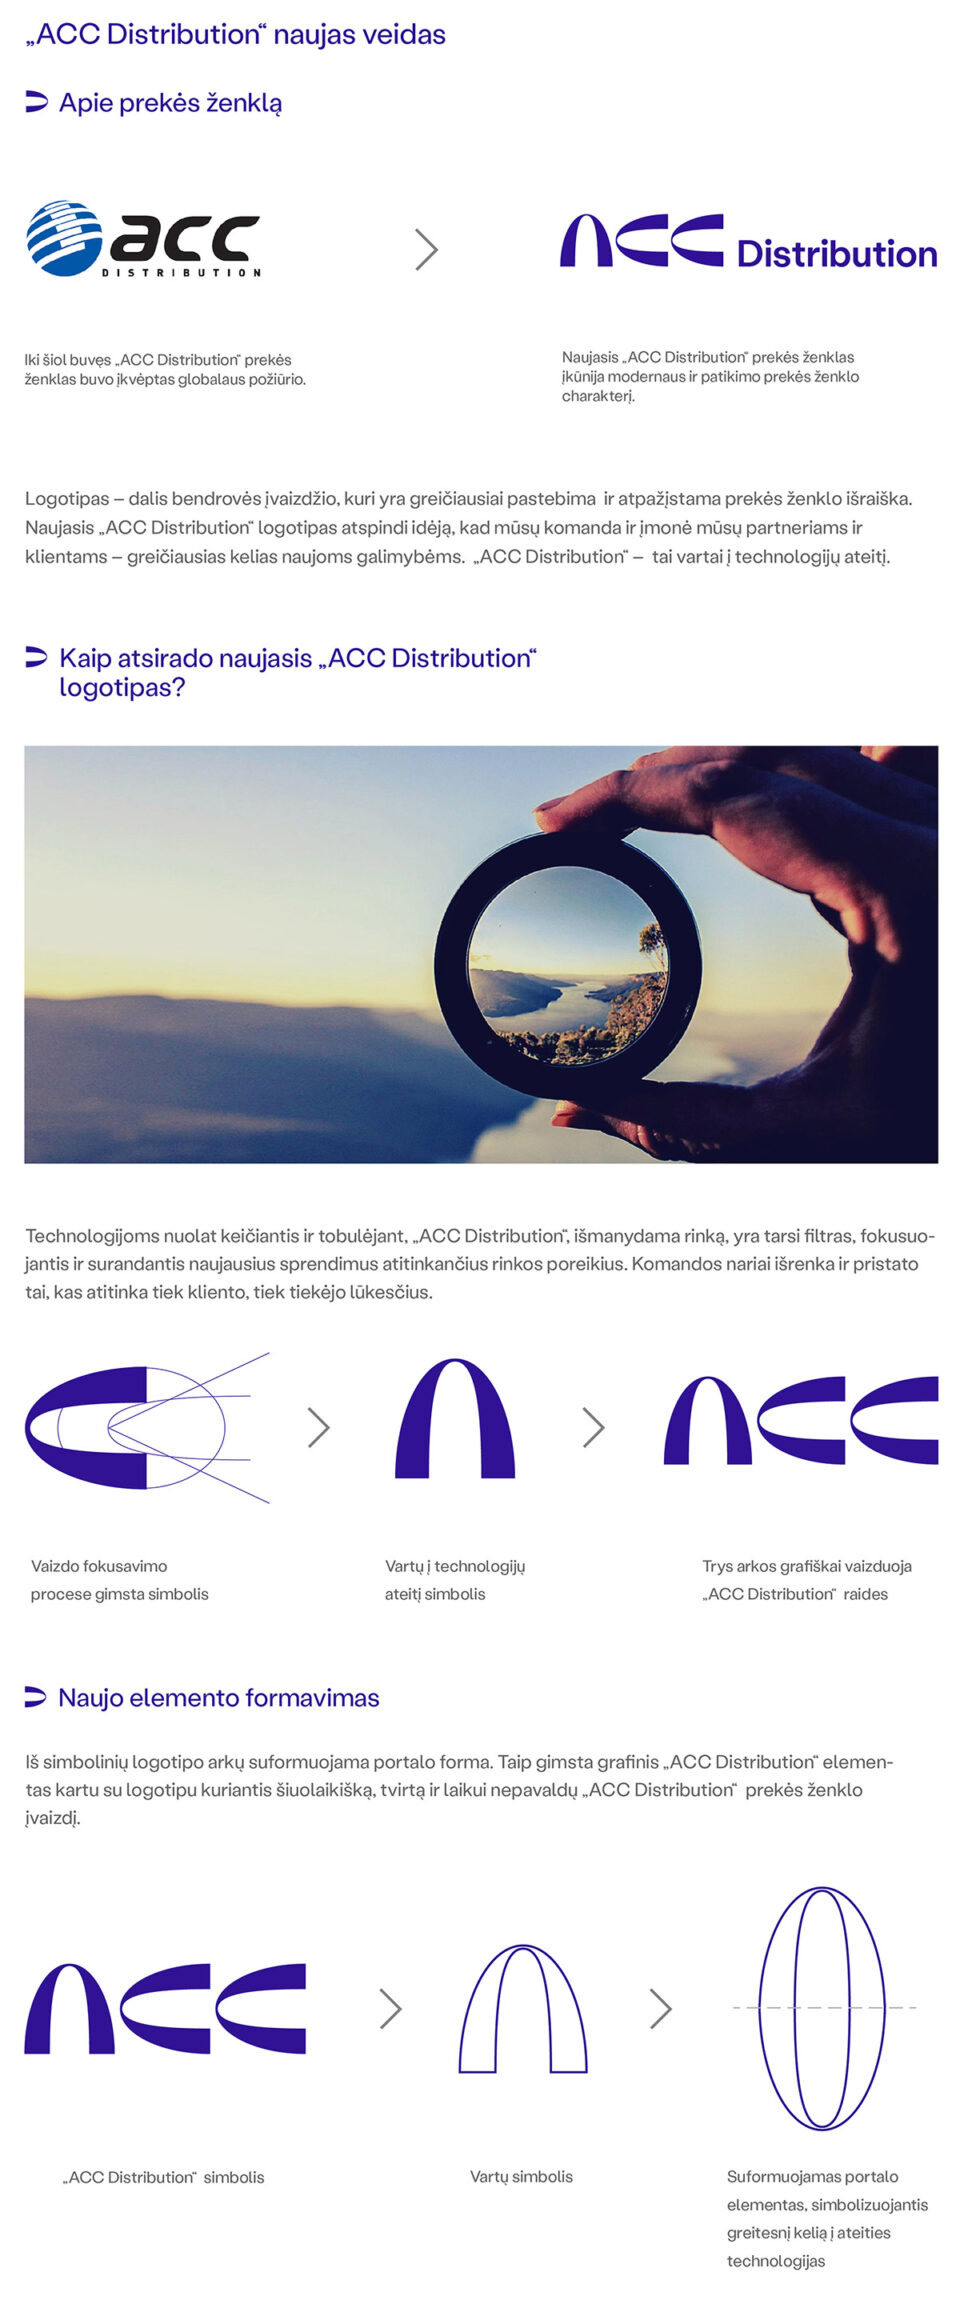 „ACC Distribution“ naujas veidas
Apie prekės ženklą
acc
DISTRIBUTION
ACC Distribution
Iki šiol buvęs „ACC Distribution“ prekės
ženklas buvo įkvėptas globalaus požiūrio.
Naujasis „ACC Distribution“ prekės ženklas
įkūnija modernaus ir patikimo prekės ženklo
charakterį.
Logotipas – dalis bendrovės įvaizdžio, kuri yra greičiausiai pastebima ir atpažįstama prekės ženklo išraiška.
Naujasis „ACC Distribution“ logotipas atspindi idėją, kad mūsų komanda ir įmonė mūsų partneriams ir
klientams – greičiausias kelias naujoms galimybėms. „ACC Distribution“ – tai vartai į technologijų ateitį.
Kaip atsirado naujasis „ACC Distribution“
logotipas?
Technologijoms nuolat keičiantis ir tobulėjant, „ACC Distribution“, išmanydama rinką, yra tarsi filtras, fokusuo-
jantis ir surandantis naujausius sprendimus atitinkančius rinkos poreikius. Komandos nariai išrenka ir pristato
tai, kas atitinka tiek kliento, tiek tiekėjo lūkesčius.
ACC
Vaizdo fokusavimo
procese gimsta simbolis
Vartų į technologijų
ateitį simbolis
Trys arkos grafiškai vaizduoja
„ACC Distribution“ raides
Naujo elemento formavimas
Iš simbolinių logotipo arkų suformuojama portalo forma. Taip gimsta grafinis „ACC Distribution“ elemen-
tas kartu su logotipu kuriantis šiuolaikišką, tvirtą ir laikui nepavaldų „ACC Distribution“ prekės ženklo
įvaizdį.
ACC
„ACC Distribution“ simbolis
Vartų simbolis
Suformuojamas portalo
elementas, simbolizuojantis
greitesnį kelią į ateities
technologijas